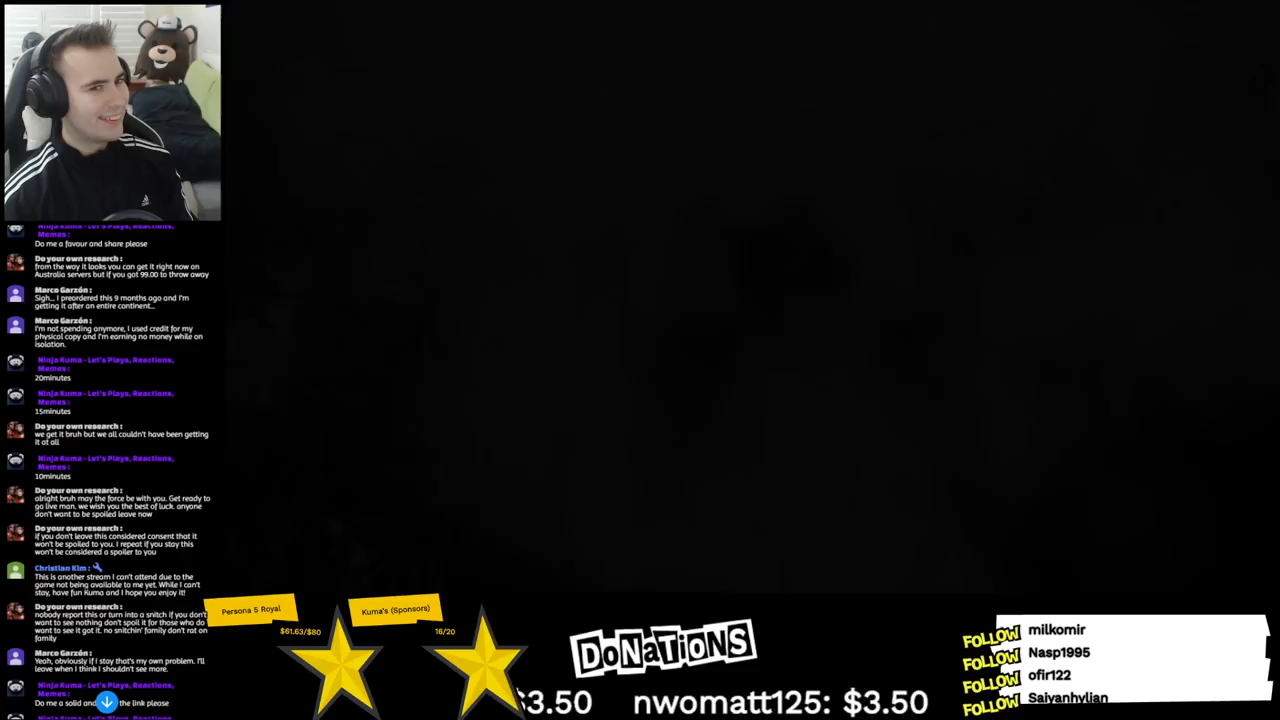 Ninja Kuma - Let's Plays, Reactions,
Memes :
Do me a favour and share please
Do your own research :
from the way it looks you can get it right now on
Australia servers but if you got 99.00 to throw away
Marco Garzón :
Sigh... I preordered this 9 months ago and I'm
getting it after an entire continent...
Marco Garzón :
I'm not spending anymore, I used credit for my
physical copy and I'm earning no money while on
isolation.
Ninja Kuma - Let's Plays, Reactions,
Memes :
20minutes
Ninja Kuma - Let's Plays, Reactions,
Memes :
15minutes
Do your own research :
we get it bruh but we all couldn't have been getting
it at all
Ninja Kuma - Let's Plays, Reactions,
Memes :
10minutes
Do your own research :
alright bruh may the force be with you. Get ready to
go live man. we wish you the best of luck. anyone
don't want to be spoiled leave now
Do your own research :
if you don't leave this considered consent that it
won't be spoiled to you. I repeat if you stay this
won't be considered a spoiler to you
Christian Kim :
This is another stream I can't attend due to the
game not being available to me yet. While I can't
stay, have fun Kuma and I hope you enjoy it!
Do your own research :
nobody report this or turn into a snitch if you don't
want to see nothing don't spoil it for those who do
want to see it got it. no snitchin' family don't rat on
family
Marco Garzón :
Yeah, obviously if I stay that's my own problem. I'll
leave when I think I shouldn't see more.
Ninja Kuma - Let's Plays, Reactions,
Memes :
Do me a solid and the link please
Persona 5 Royal
$61.63/$80
Kuma's (Sponsors)
16/20
DoNaTiONS
$3.50 nwomatt125: $3.50
FOLLOW milkomir
FOLLOW Nasp1995
FOLLOW ofir122
FOLLOW Saiyanhylian